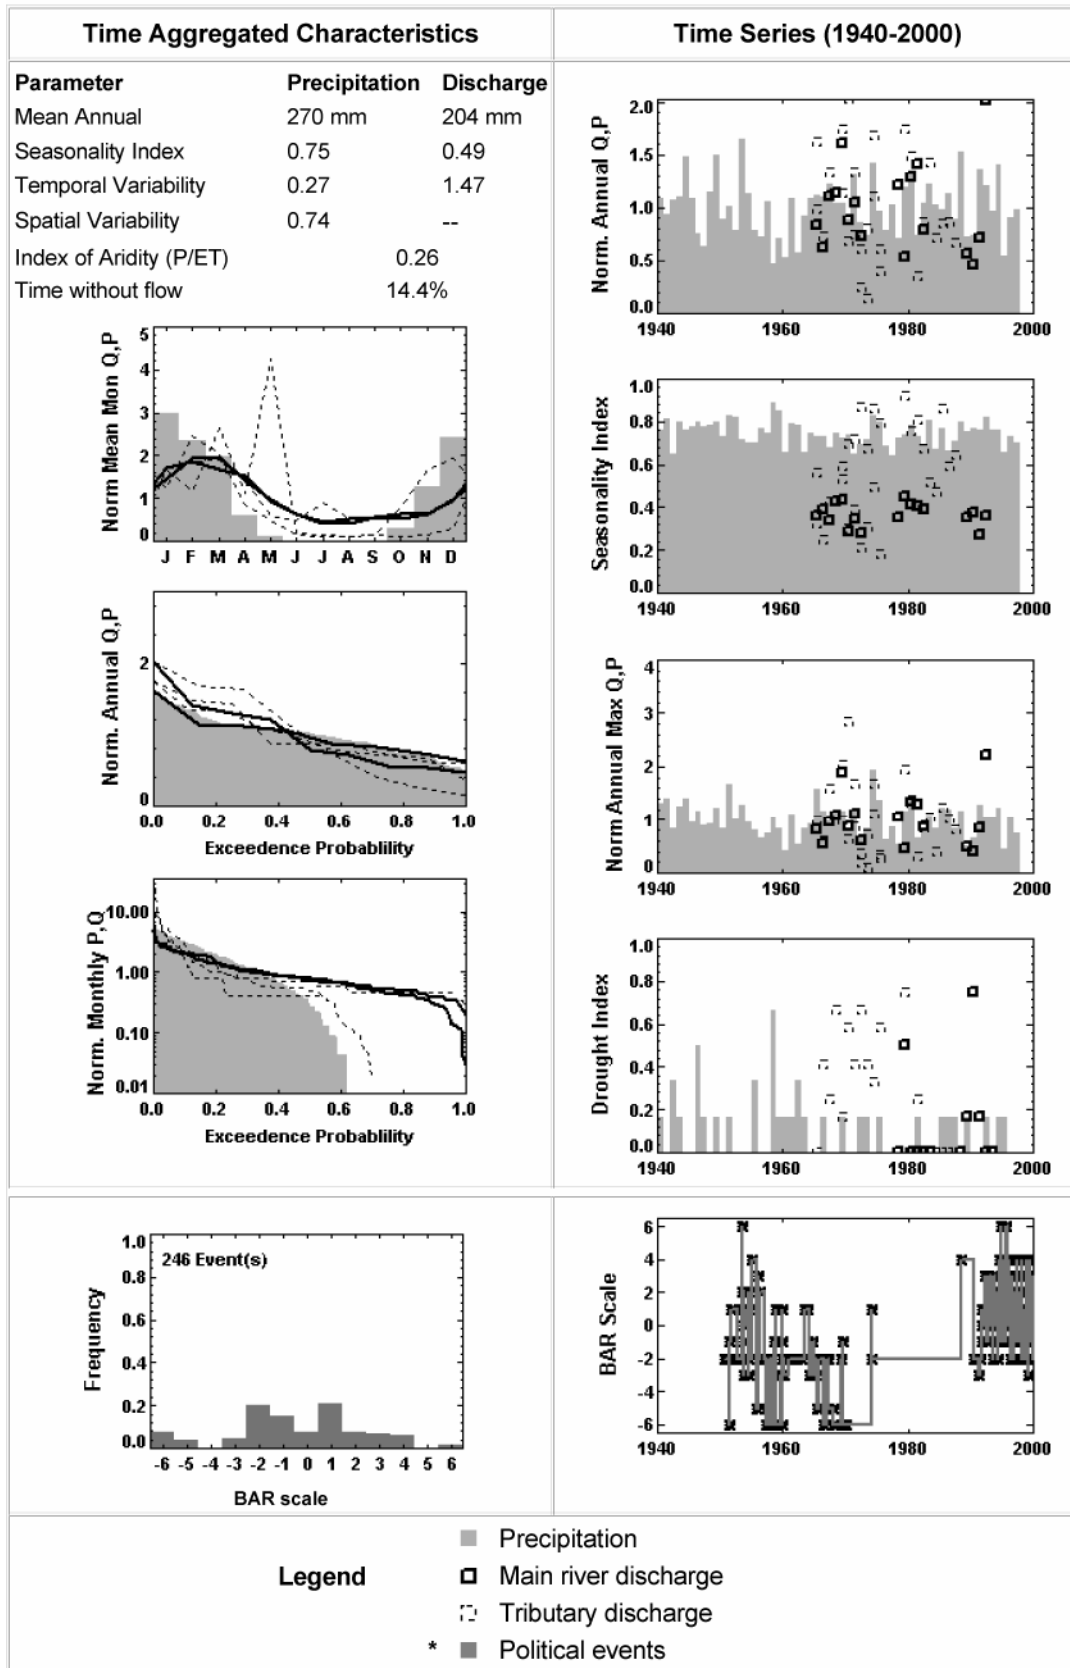 Time Aggregated Characteristics
Parameter Precipitation Discharge
Mean Annual 270 mm 204 mm
Seasonality Index 0.75 0.49
Temporal Variability 0.27 1.47
Spatial Variability 0.74 --
Index of Aridity (P/ET) 0.26
Time without flow 14.4%
Norm Mean Mon Q,P
5
4
3
2
1
0
J F M A M J J A S O N D
Norm. Annual Q,P
2
0
0.0 0.2 0.4 0.6 0.8 1.0
Exceedence Probablility
Norm. Monthly P,Q
10.00
1.00
0.10
0.01
0.0 0.2 0.4 0.6 0.8 1.0
Exceedence Probablility
Time Series (1940-2000)
Norm. Annual Q,P
2.0
1.5
1.0
0.5
0.0
1940 1960 1980 2000
Seasonality Index
1.0
0.8
0.6
0.4
0.2
0.0
1940 1960 1980 2000
Norm Annual Max Q,P
4
3
2
1
0
1940 1960 1980 2000
Drought Index
1.0
0.8
0.6
0.4
0.2
0.0
1940 1960 1980 2000
Frequency
1.0
0.8
0.6
0.4
0.2
0.0
246 Event(s)
-6 -5 -4 -3 -2 -1 0 1 2 3 4 5 6
BAR scale
BAR Scale
6
4
2
0
-2
-4
-6
1940 1960 1980 2000
Legend
Precipitation
Main river discharge
Tributary discharge
* Political events